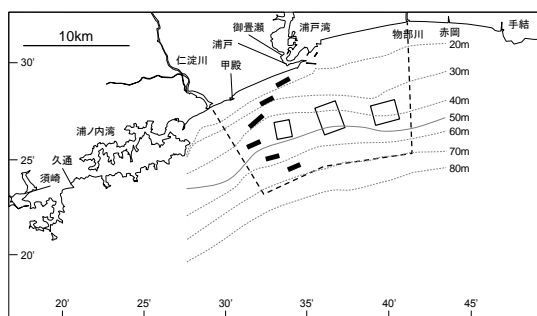 御畳瀬
浦戸湾
浦戸
手結
赤岡
物部川
10km
仁淀川
甲殿
20m
30m
40m
50m
60m
70m
80m
浦ノ内湾
久通
須崎
30'
25'
20'
20'
25'
30'
35'
40'
45'